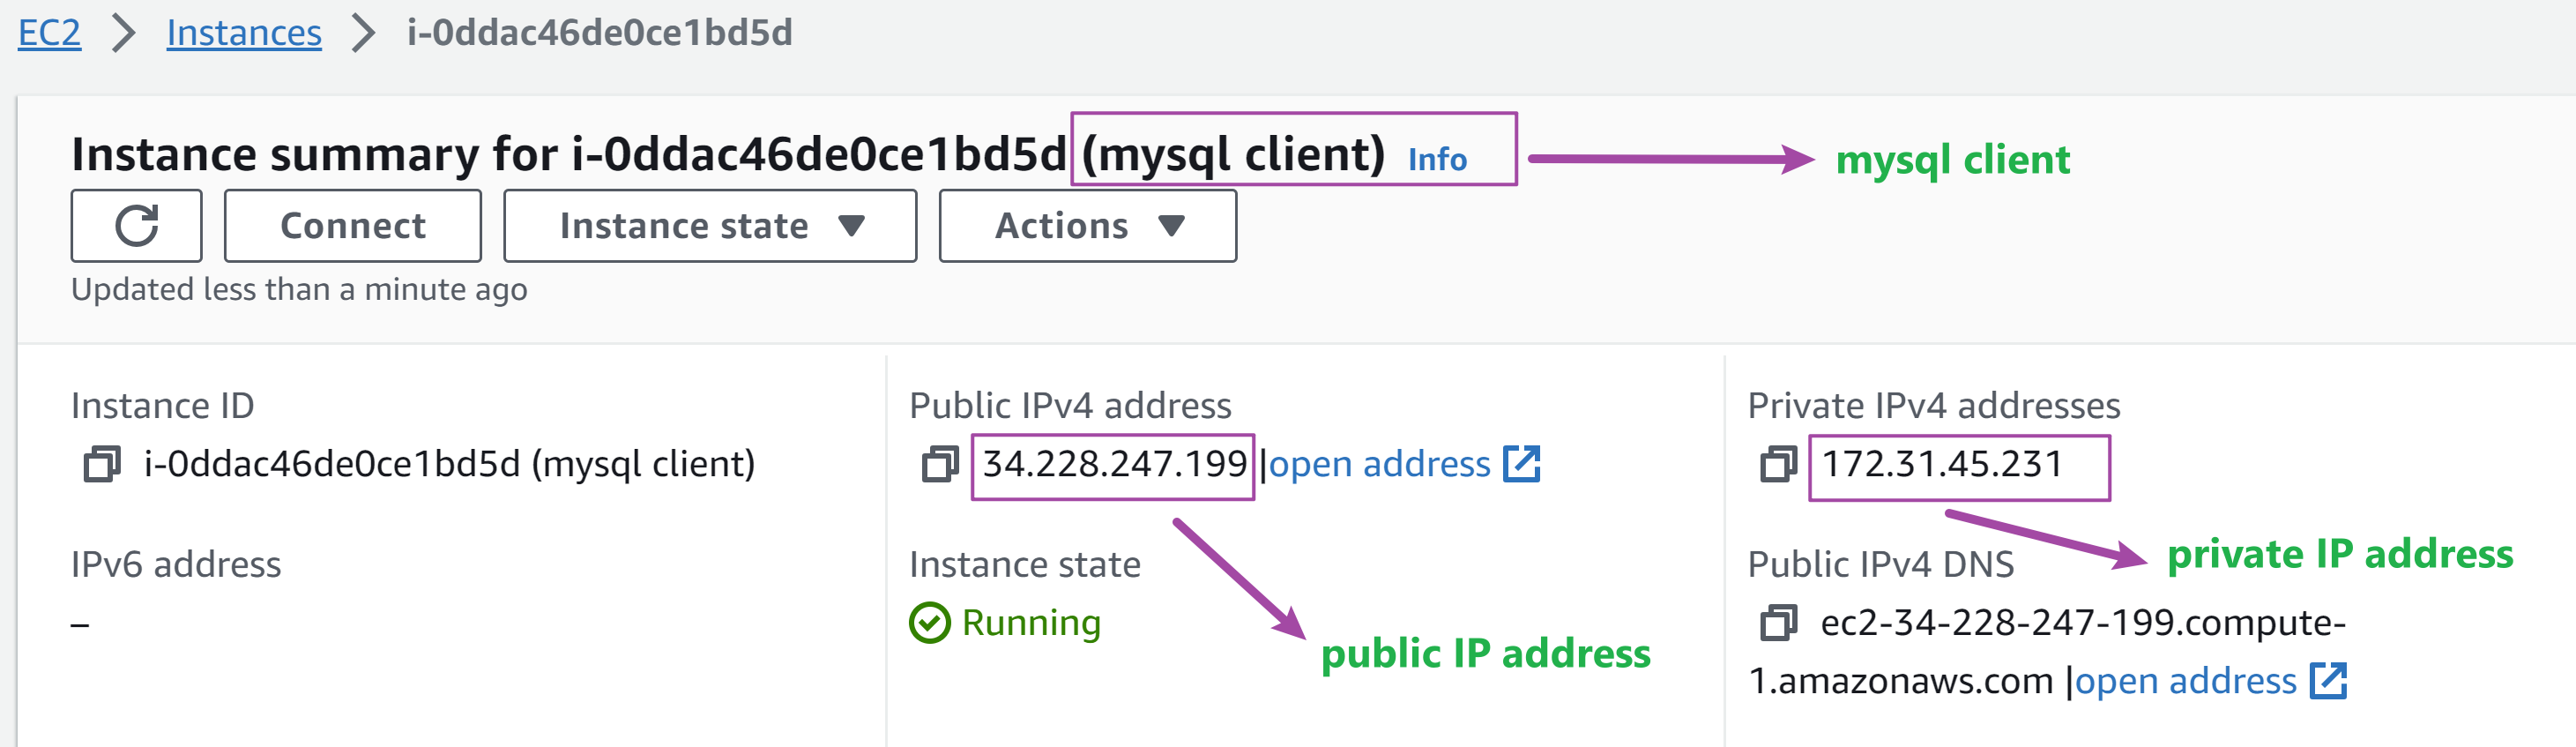 EC2 > Instances > i-0ddac46de0ce1bd5d
Instance summary for i-0ddac46de0ce1bd5d (mysql client) Info
mysql client
Connect
Instance state
Actions
Updated less than a minute ago
Instance ID
i-0ddac46de0ce1bd5d (mysql client)
Public IPv4 address
34.228.247.199 |open address
Private IPv4 addresses
172.31.45.231
private IP address
IPv6 address
–
Instance state
Running
public IP address
Public IPv4 DNS
ec2-34-228-247-199.compute-
1.amazonaws.com |open address